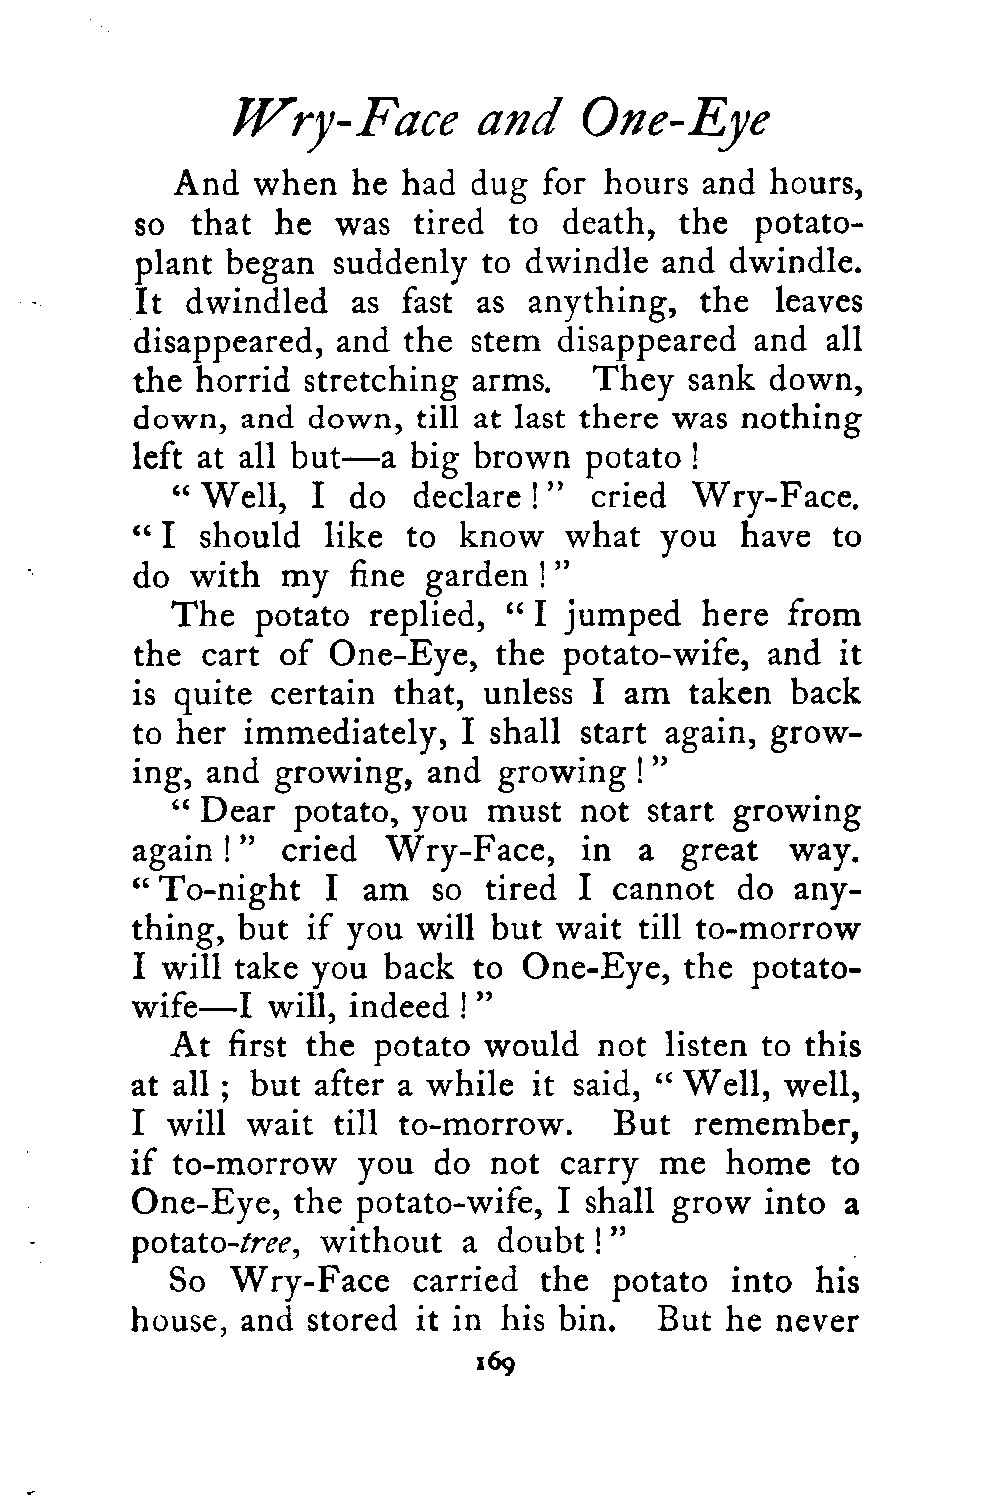 Wry-Face and One-Eye
And when he had dug for hours and hours,
so that he was tired to death, the potato-
plant began suddenly to dwindle and dwindle.
It dwindled as fast as anything, the leaves
disappeared, and the stem disappeared and all
the horrid stretching arms. They sank down,
down, and down, till at last there was nothing
left at all but—a big brown potato !
“ Well, I do declare ! ” cried Wry-Face.
“ I should like to know what you have to
do with my fine garden ! ”
The potato replied, “ I jumped here from
the cart of One-Eye, the potato-wife, and it
is quite certain that, unless I am taken back
to her immediately, I shall start again, grow-
ing, and growing, and growing ! ”
“ Dear potato, you must not start growing
again ! ” cried Wry-Face, in a great way.
“ To-night I am so tired I cannot do any-
thing, but if you will but wait till to-morrow
I will take you back to One-Eye, the potato-
wife—I will, indeed ! ”
At first the potato would not listen to this
at all ; but after a while it said, “ Well, well,
I will wait till to-morrow. But remember,
if to-morrow you do not carry me home to
One-Eye, the potato-wife, I shall grow into a
potato-tree, without a doubt ! ”
So Wry-Face carried the potato into his
house, and stored it in his bin. But he never
169